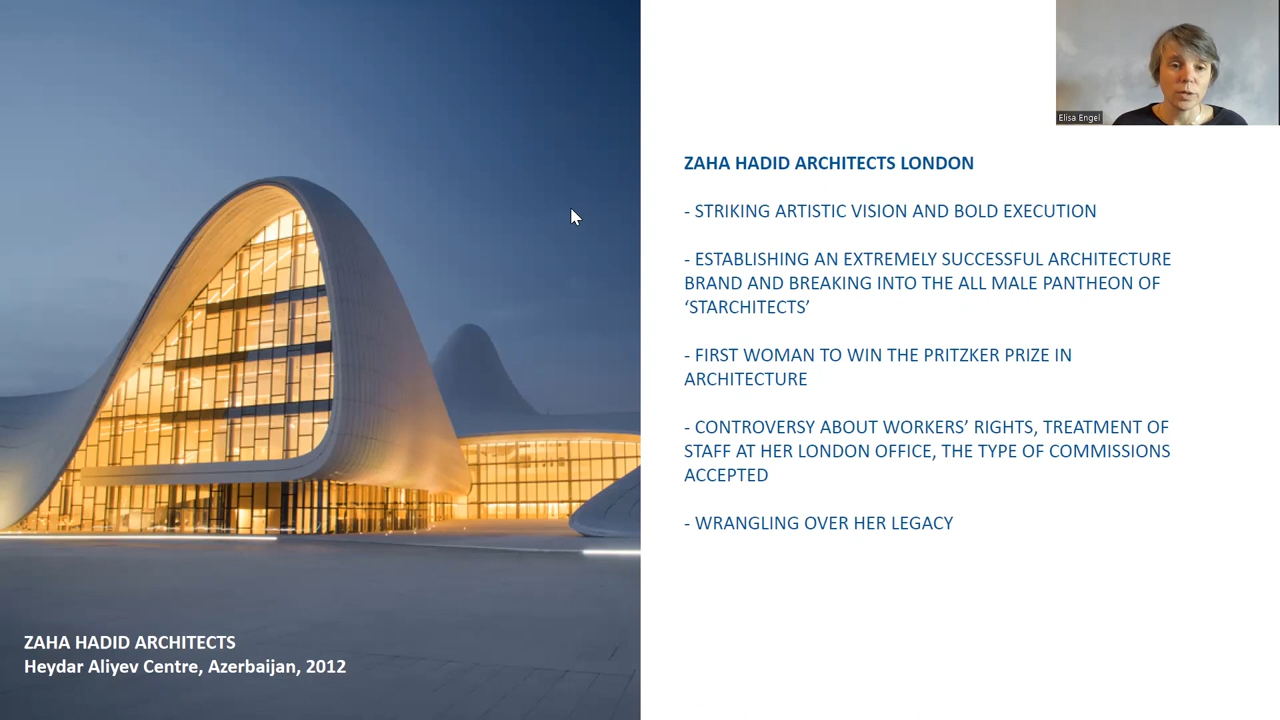 Elisa Engel
ZAHA HADID ARCHITECTS LONDON
- STRIKING ARTISTIC VISION AND BOLD EXECUTION
- ESTABLISHING AN EXTREMELY SUCCESSFUL ARCHITECTURE
BRAND AND BREAKING INTO THE ALL MALE PANTHEON OF
‘STARCHITECTS’
- FIRST WOMAN TO WIN THE PRITZKER PRIZE IN
ARCHITECTURE
- CONTROVERSY ABOUT WORKERS’ RIGHTS, TREATMENT OF
STAFF AT HER LONDON OFFICE, THE TYPE OF COMMISSIONS
ACCEPTED
- WRANGLING OVER HER LEGACY
ZAHA HADID ARCHITECTS
Heydar Aliyev Centre, Azerbaijan, 2012